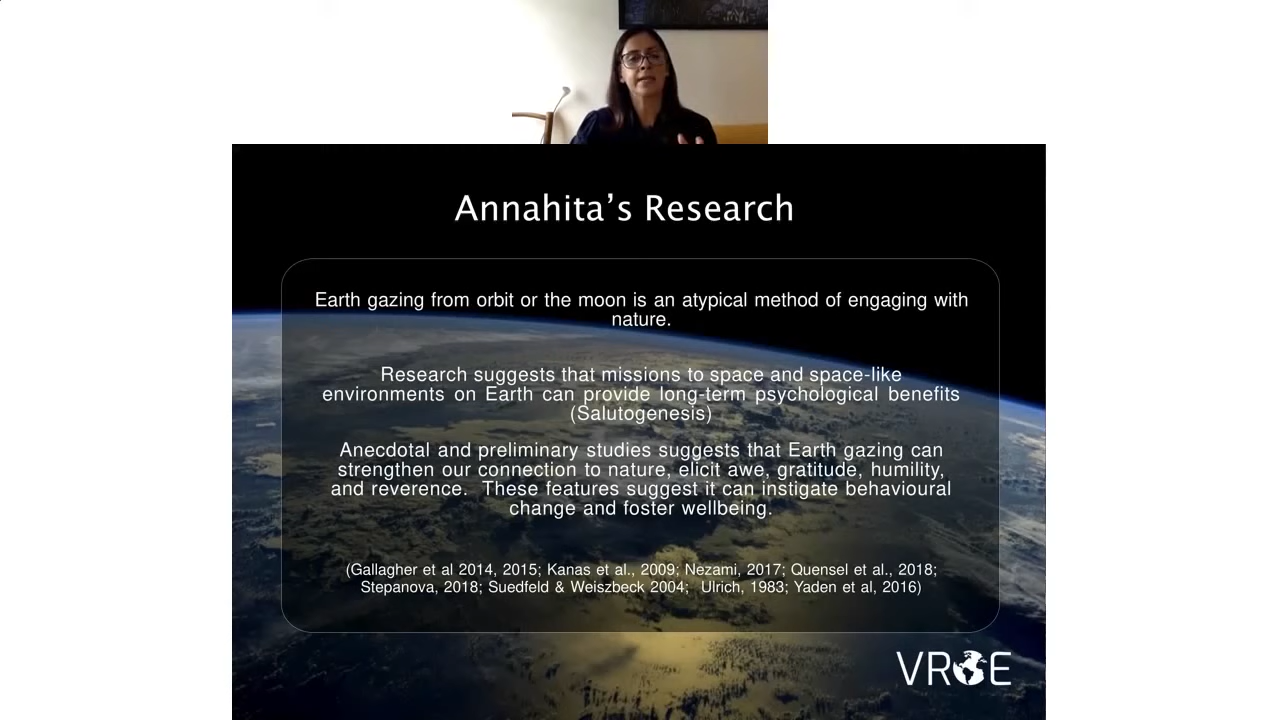 Annahita’s Research
Earth gazing from orbit or the moon is an atypical method of engaging with
nature.
Research suggests that missions to space and space-like
environments on Earth can provide long-term psychological benefits
(Salutogenesis)
Anecdotal and preliminary studies suggests that Earth gazing can
strengthen our connection to nature, elicit awe, gratitude, humility,
and reverence.  These features suggest it can instigate behavioural
change and foster wellbeing.
(Gallagher et al 2014, 2015; Kanas et al., 2009; Nezami, 2017; Quensel et al., 2018;
Stepanova, 2018; Suedfeld & Weiszbeck 2004;  Ulrich, 1983; Yaden et al, 2016)
VROE